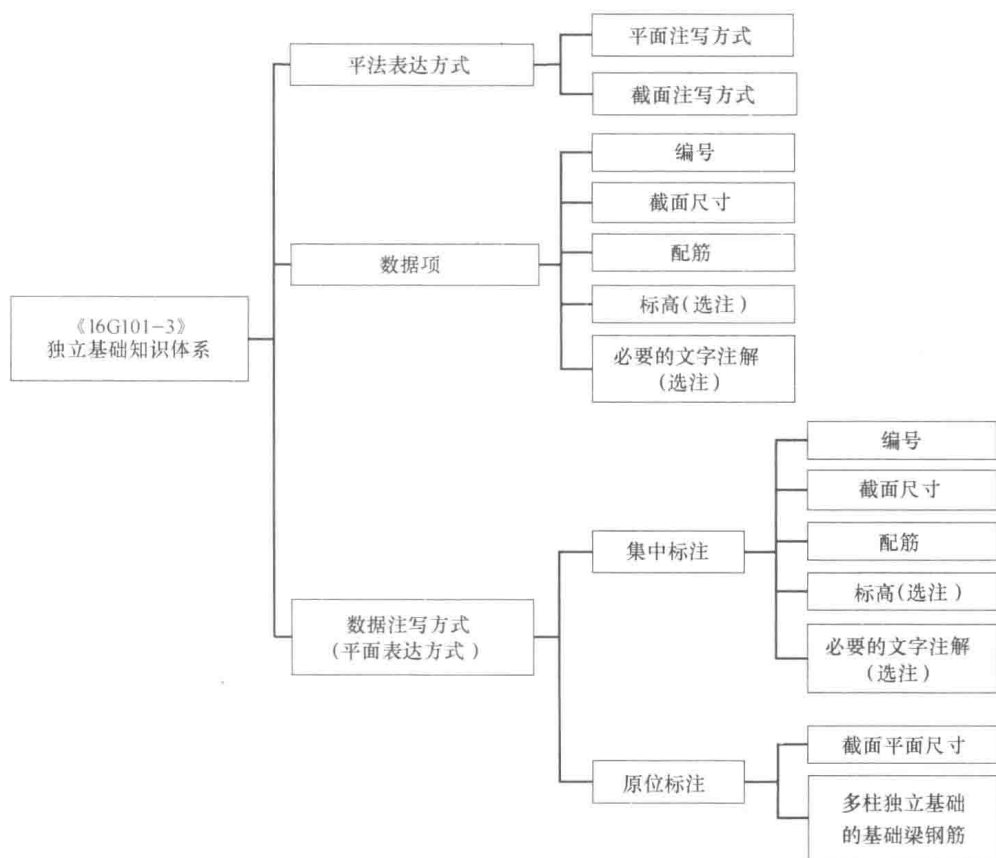 《16G101-3》
独立基础知识体系
平法表达方式
平面注写方式
截面注写方式
数据项
编号
截面尺寸
配筋
标高(选注)
必要的文字注解
(选注)
数据注写方式
(平面表达方式)
集中标注
编号
截面尺寸
配筋
标高(选注)
必要的文字注解
(选注)
原位标注
截面平面尺寸
多柱独立基础
的基础梁钢筋